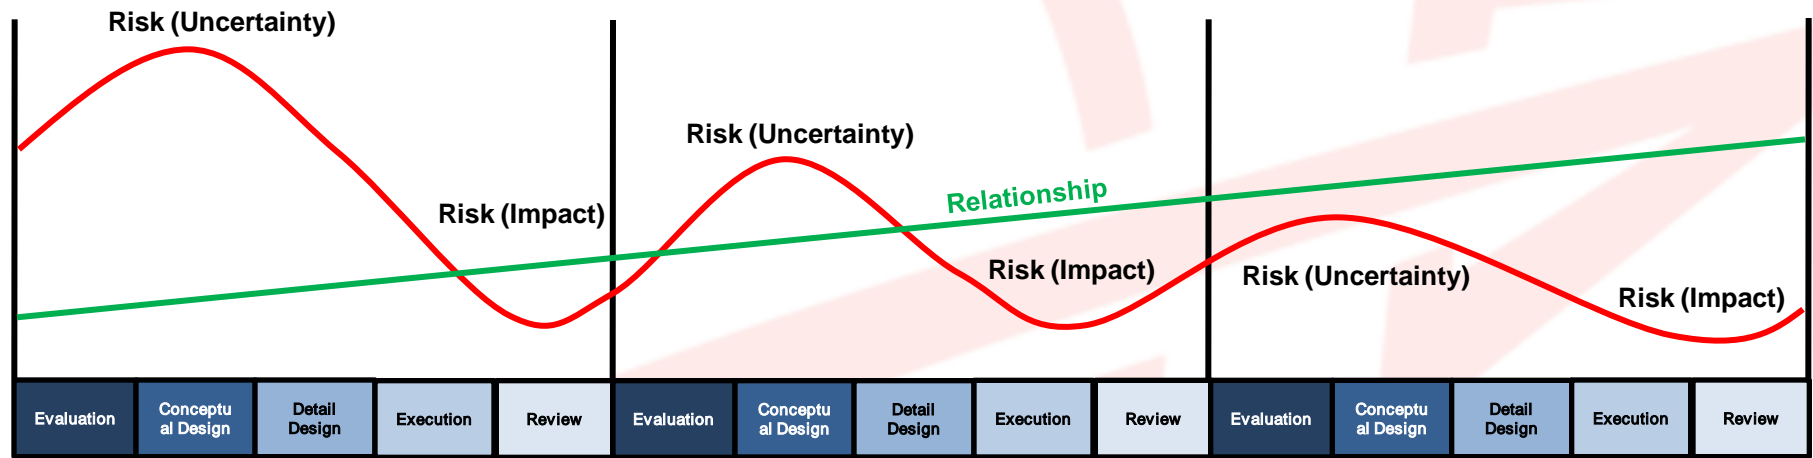 Risk (Uncertainty)
Risk (Uncertainty)
Relationship
Risk (Impact)
Risk (Impact)
Risk (Uncertainty)
Risk (Impact)
Evaluation
Conceptu
al Design
Detail
Design
Execution
Review
Evaluation
Conceptu
al Design
Detail
Design
Execution
Review
Evaluation
Conceptu
al Design
Detail
Design
Execution
Review